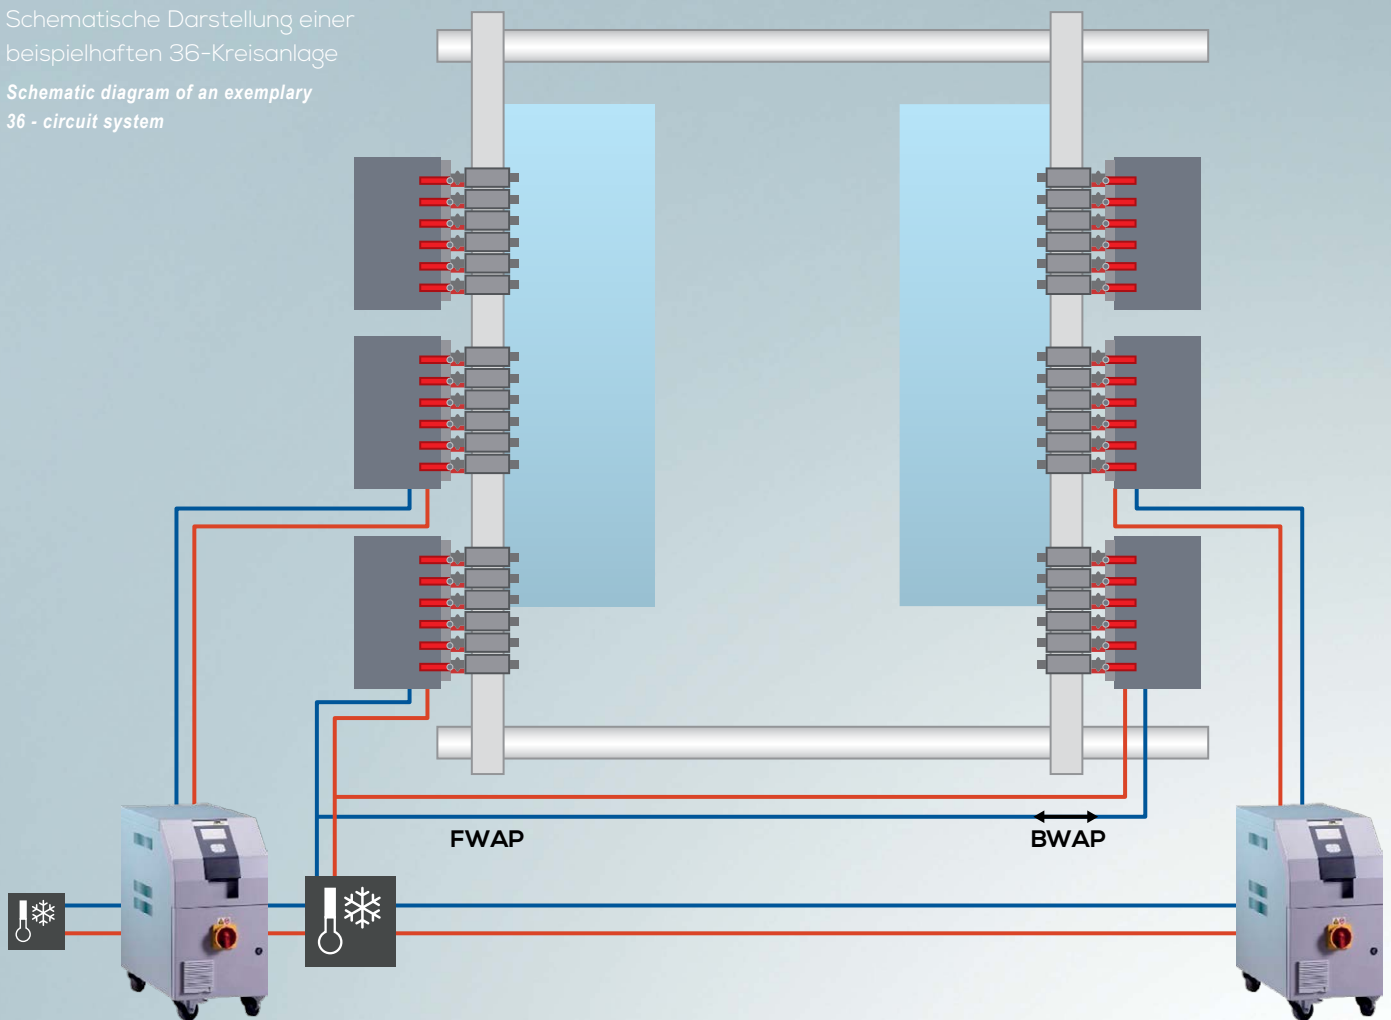 Schematische Darstellung einer
beispielhaften 36-Kreisanlage
Schematic diagram of an exemplary
36 - circuit system
FWAP
BWAP